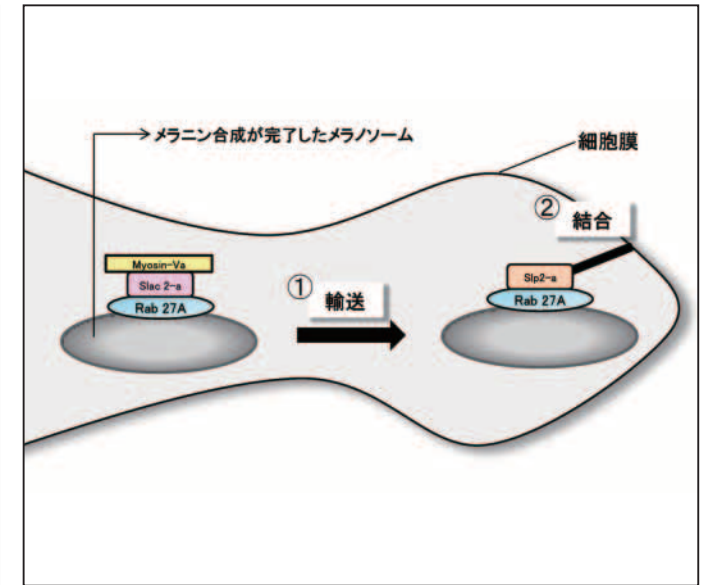 メラニン合成が完了したメラノソーム
細胞膜
② 結合
Myosin-Va
Slac 2-a
Rab 27A
① 輸送
Slp2-a
Rab 27A